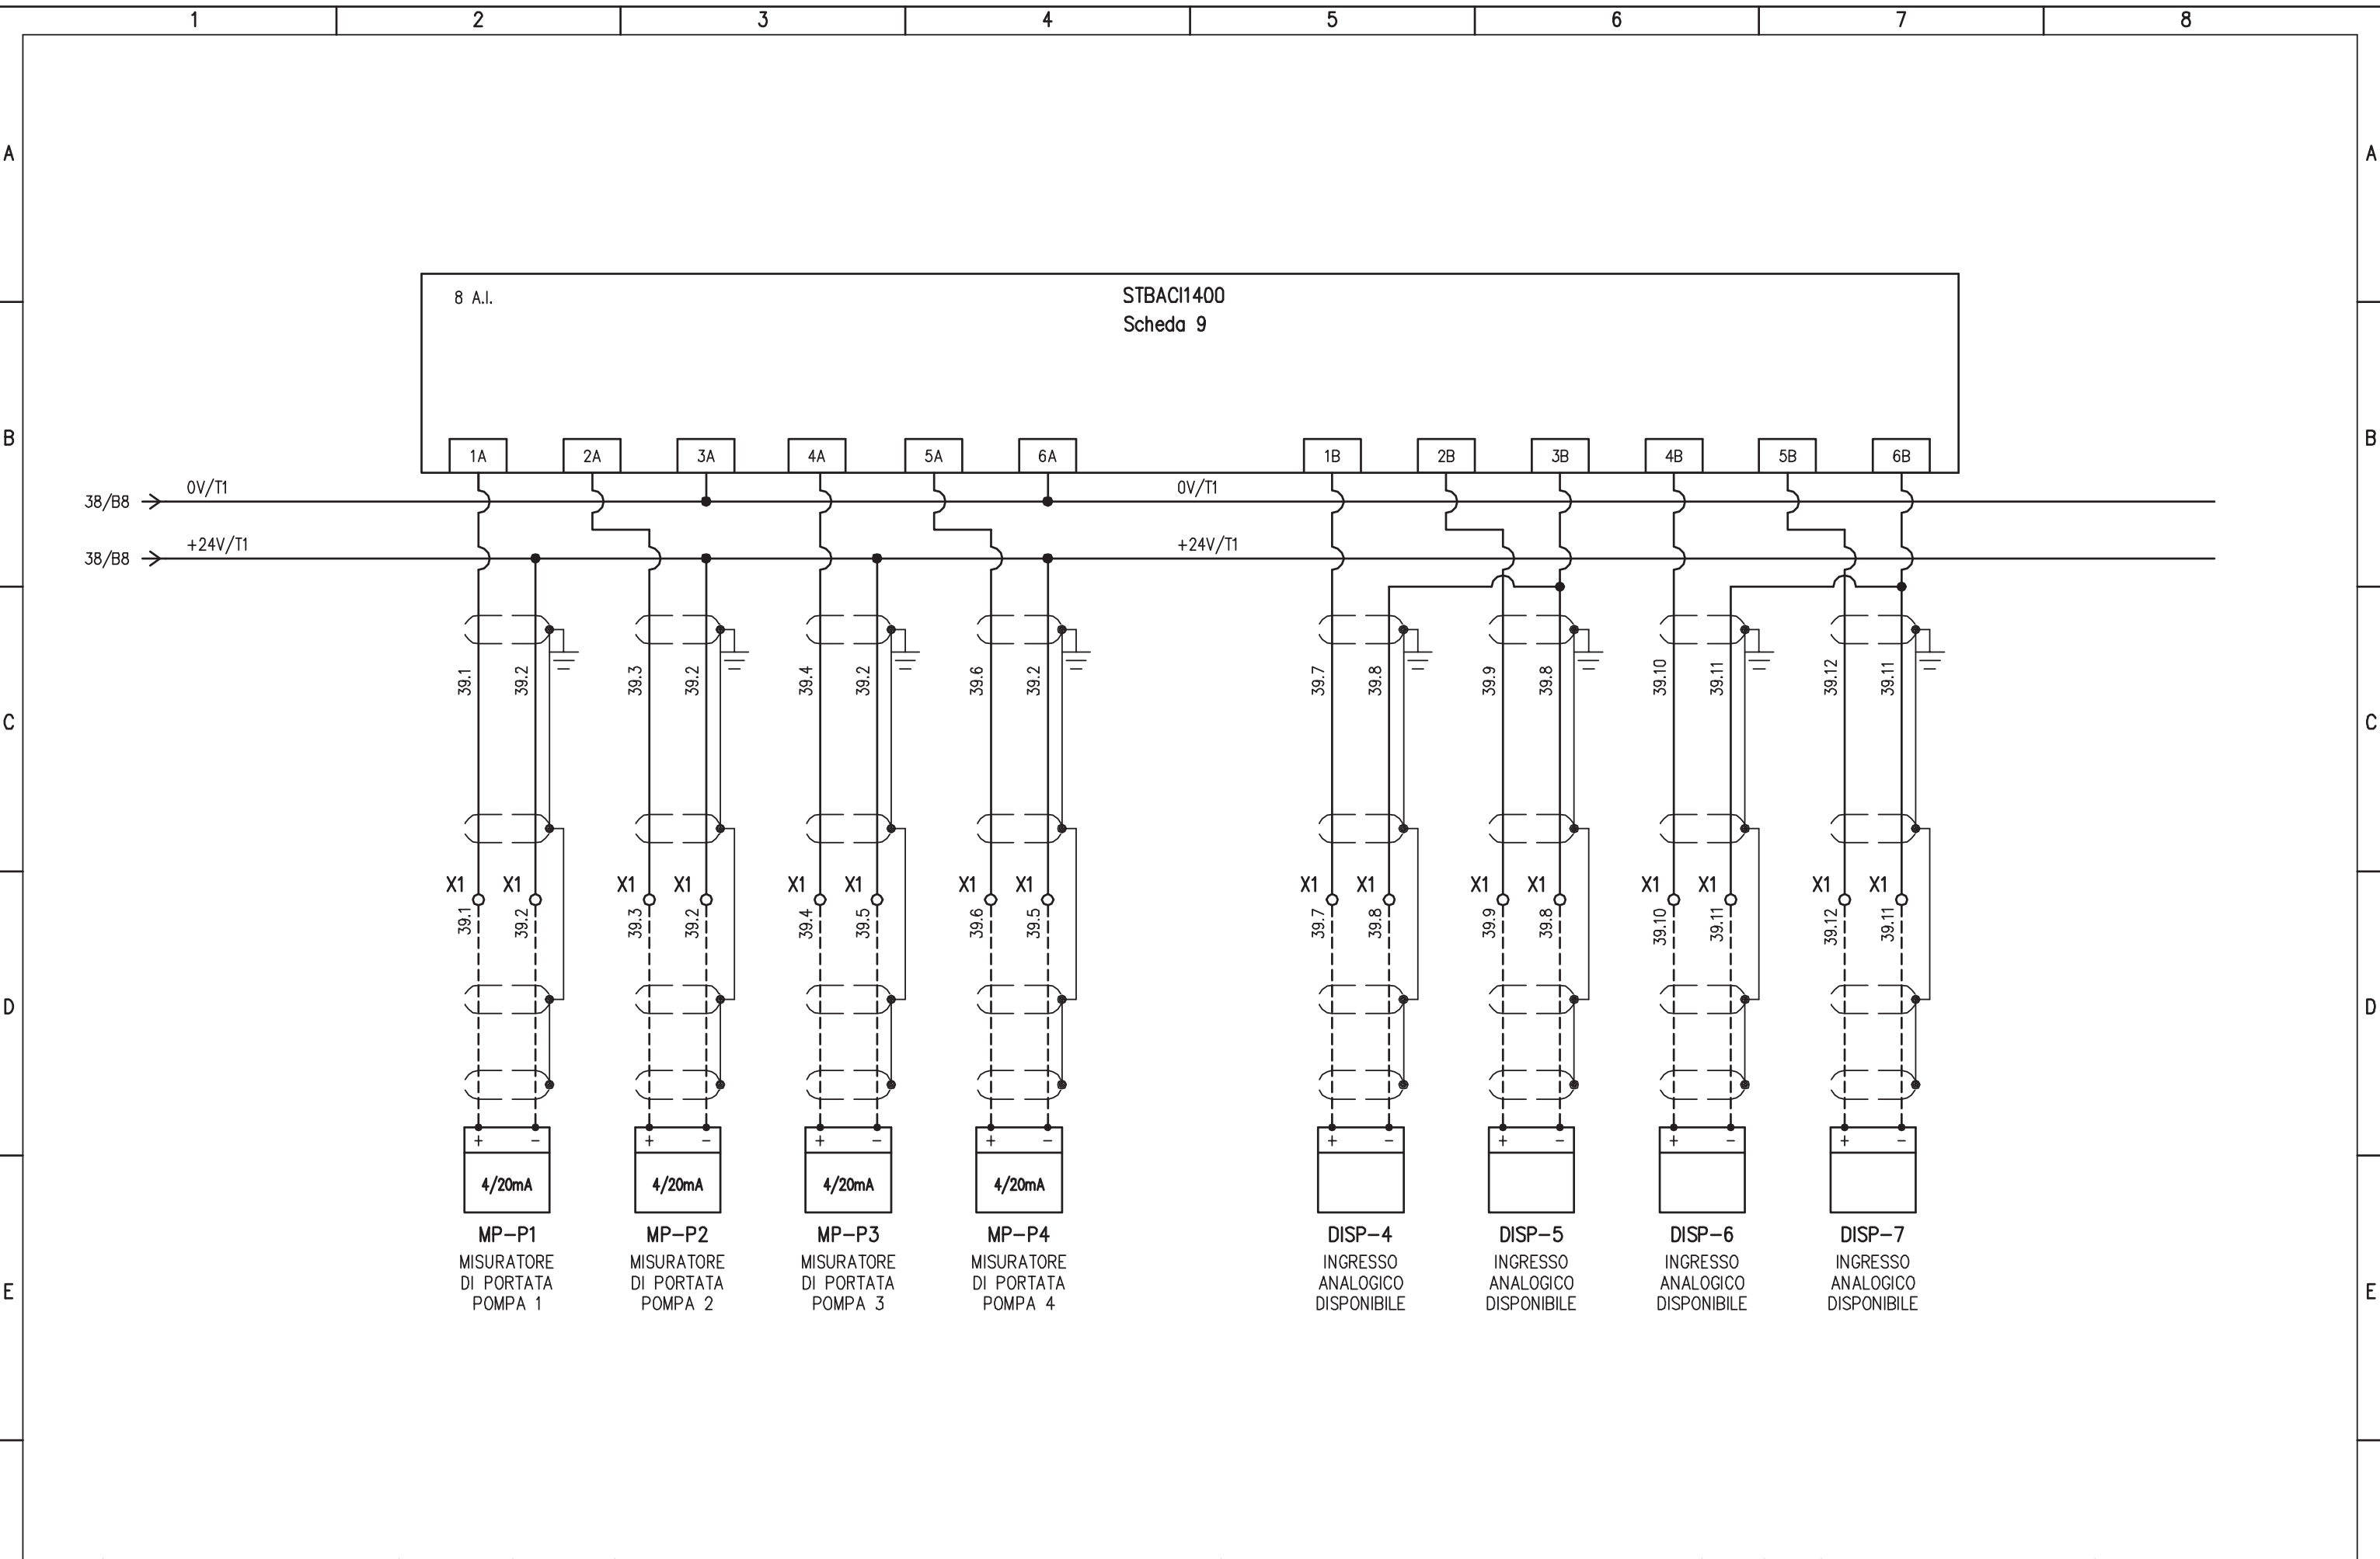 1 2 3 4 5 6 7 8
A A
8 A.I.
STBACI1400
Scheda 9
B B
1A 2A 3A 4A 5A 6A 1B 2B 3B 4B 5B 6B
38/B8 0V/T1 0V/T1
38/B8 +24V/T1 +24V/T1
39.1 39.2 39.3 39.2 39.4 39.2 39.6 39.2 39.7 39.8 39.9 39.8 39.10 39.11 39.12 39.11
C C
X1 X1 X1 X1 X1 X1 X1 X1 X1 X1 X1 X1 X1 X1 X1 X1
39.1 39.2 39.3 39.2 39.4 39.5 39.6 39.5 39.7 39.8 39.9 39.8 39.10 39.11 39.12 39.11
D D
+ − + − + − + − + − + − + − + −
4/20mA 4/20mA 4/20mA 4/20mA
MP-P1 MP-P2 MP-P3 MP-P4 DISP-4 DISP-5 DISP-6 DISP-7
MISURATORE MISURATORE MISURATORE MISURATORE INGRESSO INGRESSO INGRESSO INGRESSO
DI PORTATA DI PORTATA DI PORTATA DI PORTATA ANALOGICO ANALOGICO ANALOGICO ANALOGICO
POMPA 1 POMPA 2 POMPA 3 POMPA 4 DISPONIBILE DISPONIBILE DISPONIBILE DISPONIBILE
E E